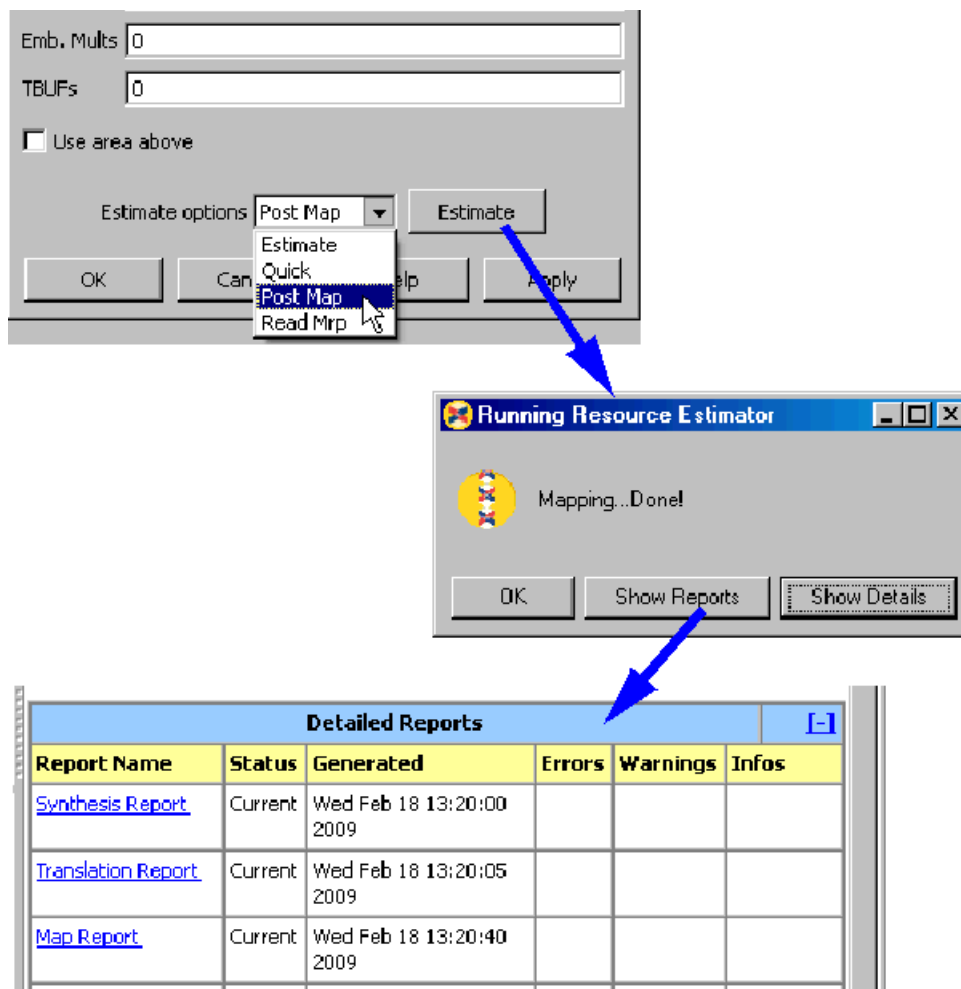 Emb. Mults 0
TBUFs 0
Use area above
Estimate options Post Map Estimate
Estimate
Quick
Post Map
Read Mrp
OK Can elp Apply
Running Resource Estimator
Mapping...Done!
OK Show Reports Show Details
Detailed Reports [-]
Report Name Status Generated Errors Warnings Infos
Synthesis Report Current Wed Feb 18 13:20:00
2009
Translation Report Current Wed Feb 18 13:20:05
2009
Map Report Current Wed Feb 18 13:20:40
2009